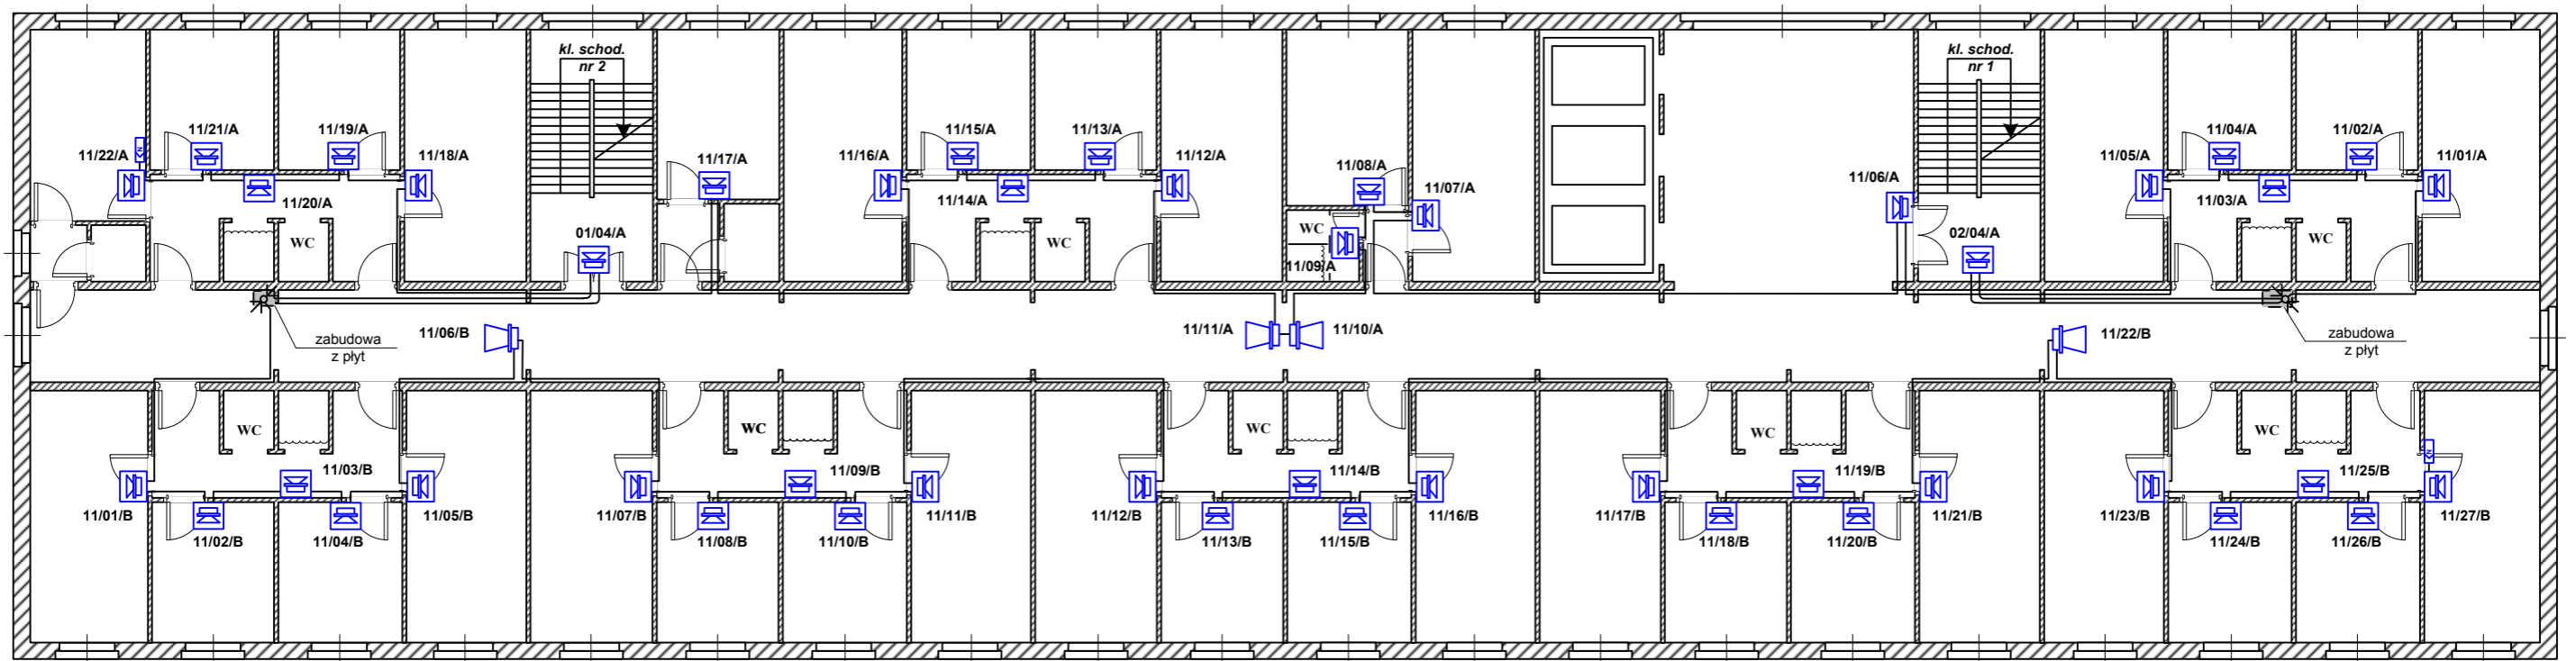 kl. schod.
nr 2
kl. schod.
nr 1
11/21/A
11/19/A
11/15/A
11/13/A
11/04/A
11/02/A
11/22/A
11/18/A
11/17/A
11/16/A
11/12/A
11/08/A
11/07/A
11/06/A
11/05/A
11/01/A
11/20/A
11/14/A
11/03/A
WC
01/04/A
WC
WC
11/09/A
02/04/A
WC
zabudowa
z płyt
11/06/B
11/11/A
11/10/A
11/22/B
zabudowa
z płyt
WC
WC
WC
WC
WC
11/03/B
11/09/B
11/14/B
11/19/B
11/25/B
11/01/B
11/05/B
11/07/B
11/11/B
11/12/B
11/16/B
11/17/B
11/21/B
11/23/B
11/27/B
11/02/B
11/04/B
11/08/B
11/10/B
11/13/B
11/15/B
11/18/B
11/20/B
11/24/B
11/26/B